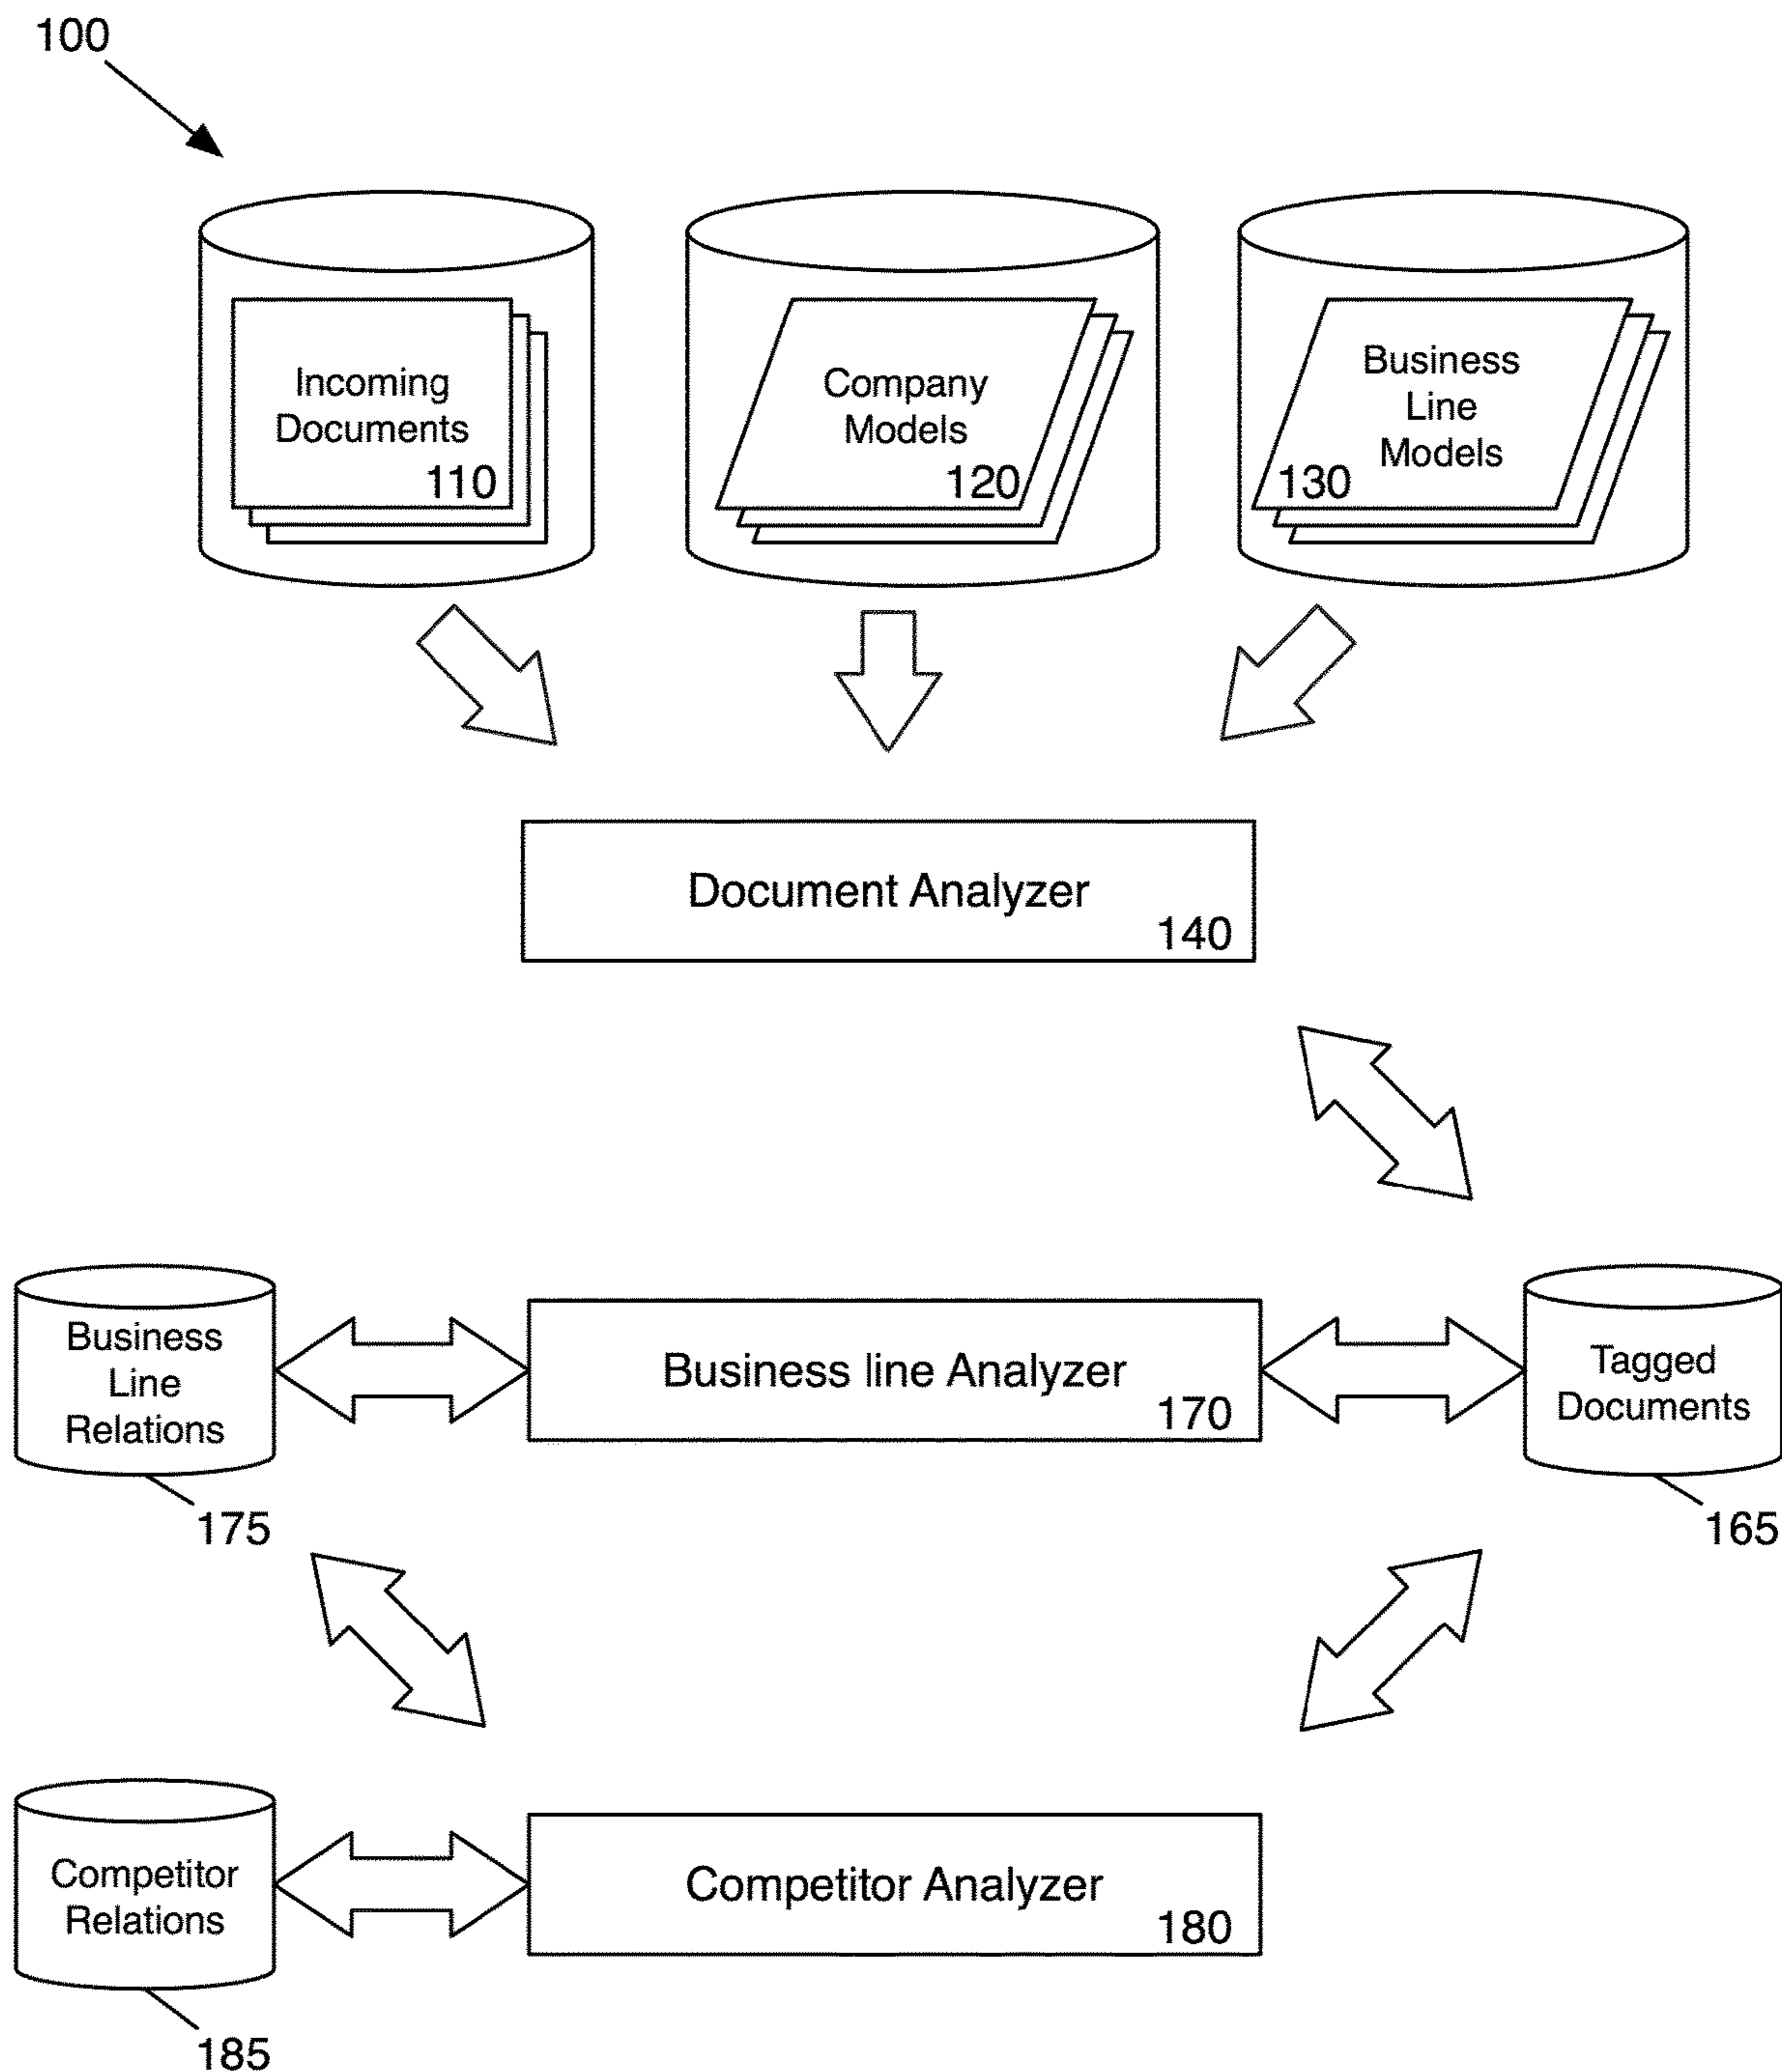 100
Incoming
Documents
110
Company
Models
120
Business
Line
Models
130
Document Analyzer
140
Business
Line
Relations
175
Business line Analyzer
170
Tagged
Documents
165
Competitor
Relations
185
Competitor Analyzer
180